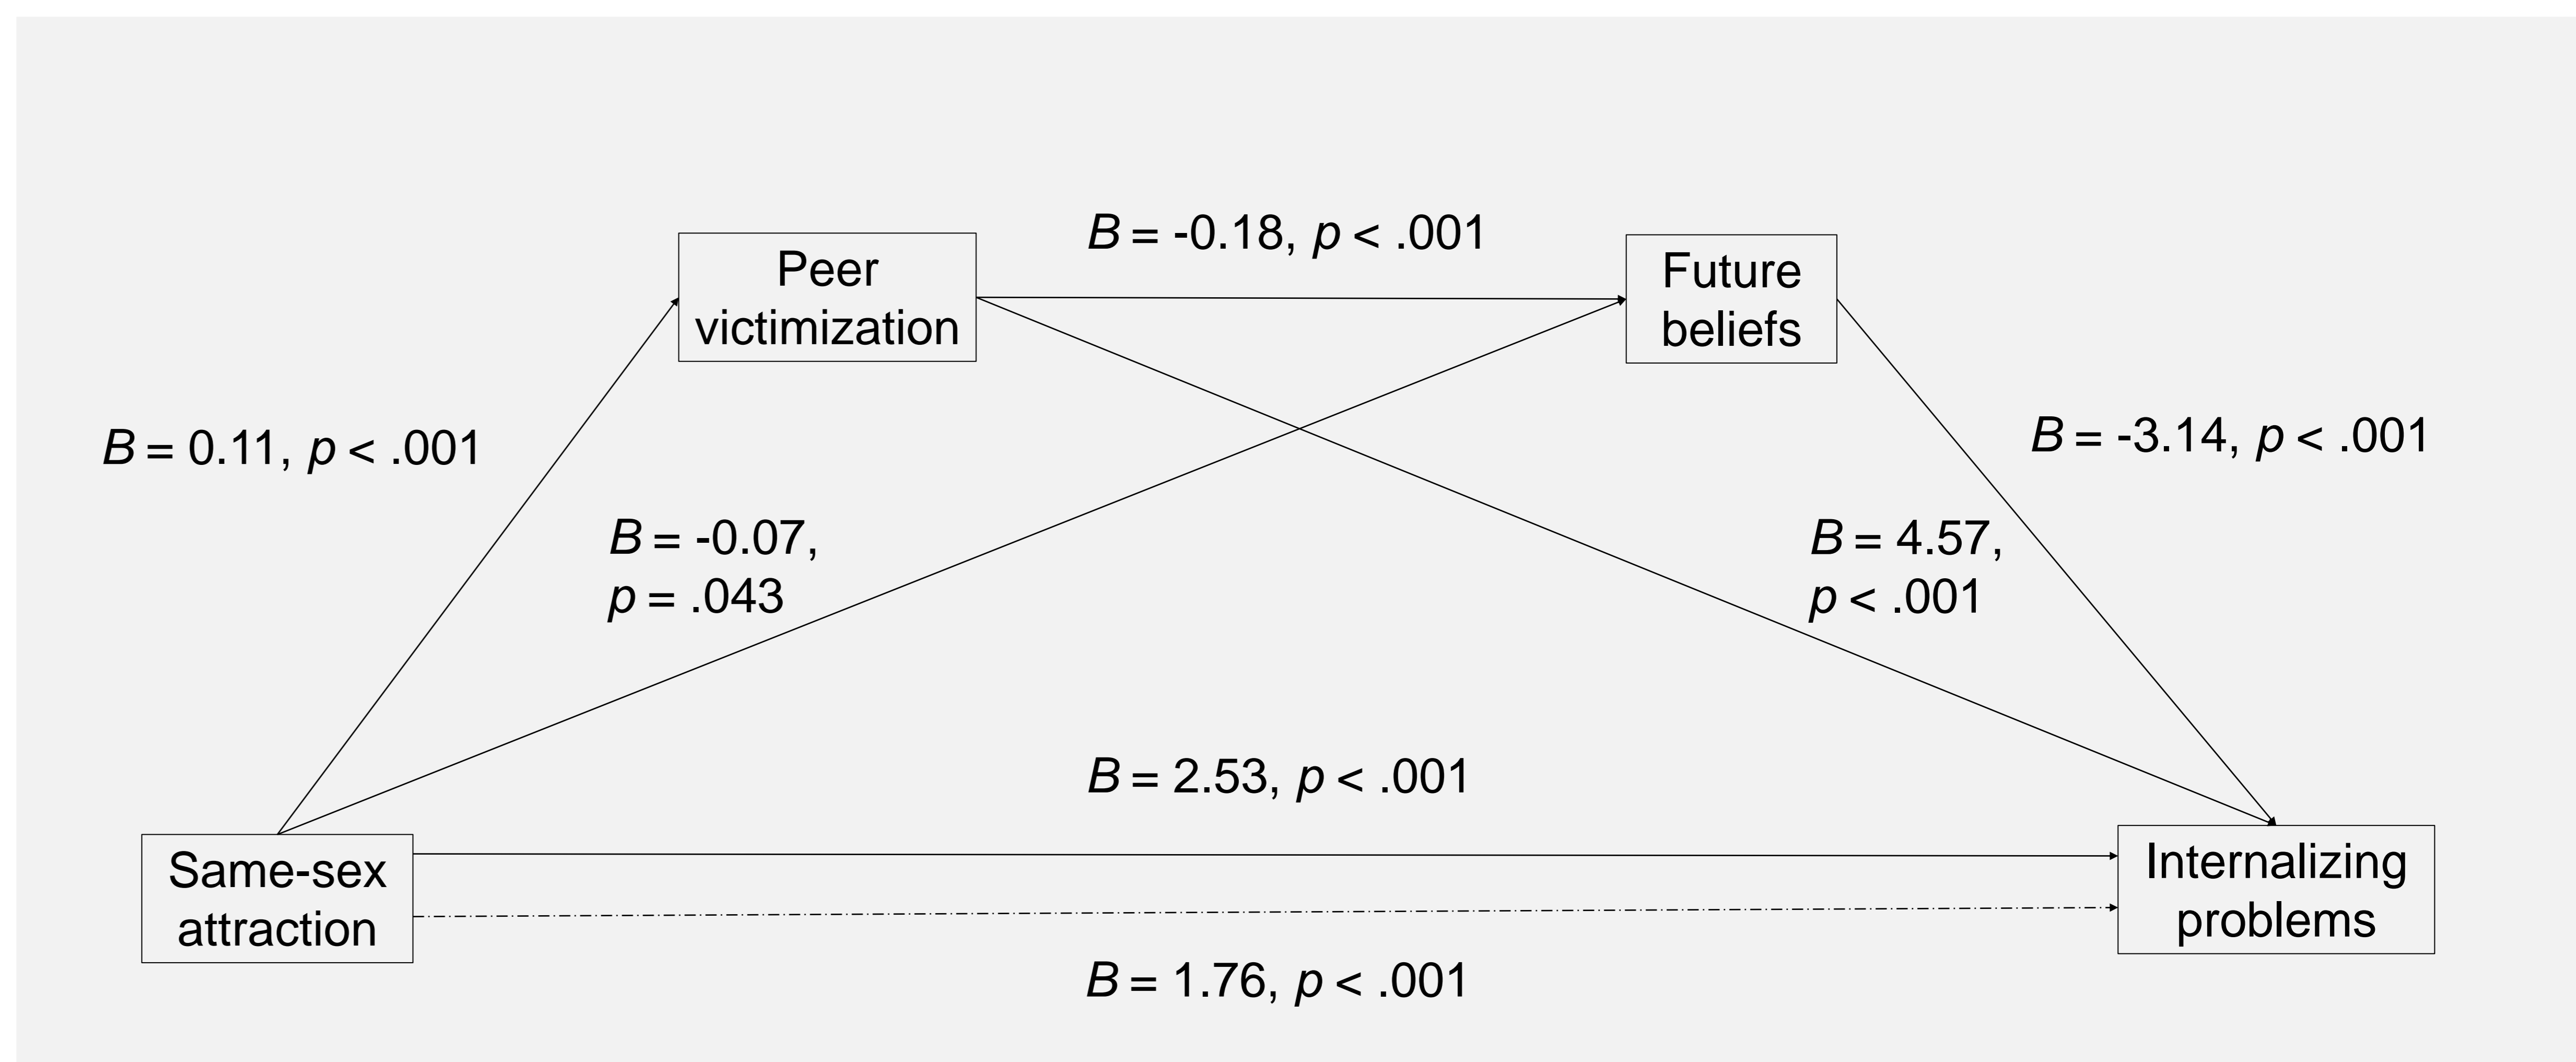 B = -0.18, p < .001
Peer
victimization
Future
beliefs
B = 0.11, p < .001
B = -3.14, p < .001
B = -0.07,
p = .043
B = 4.57,
p < .001
B = 2.53, p < .001
Same-sex
attraction
Internalizing
problems
B = 1.76, p < .001